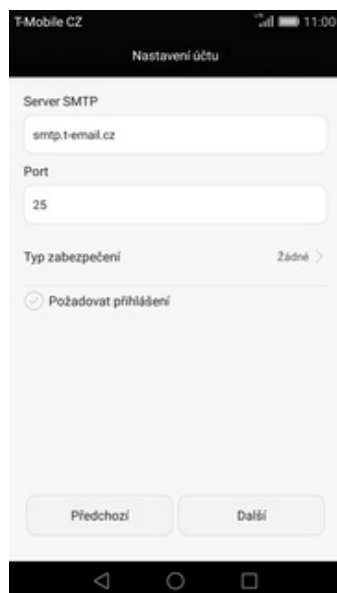 T-Mobile CZ 11:00
Nastavení účtu
Server SMTP
smtp.t-email.cz
Port
25
Typ zabezpečení Žádné
Požadovat přihlášení
Předchozí Další